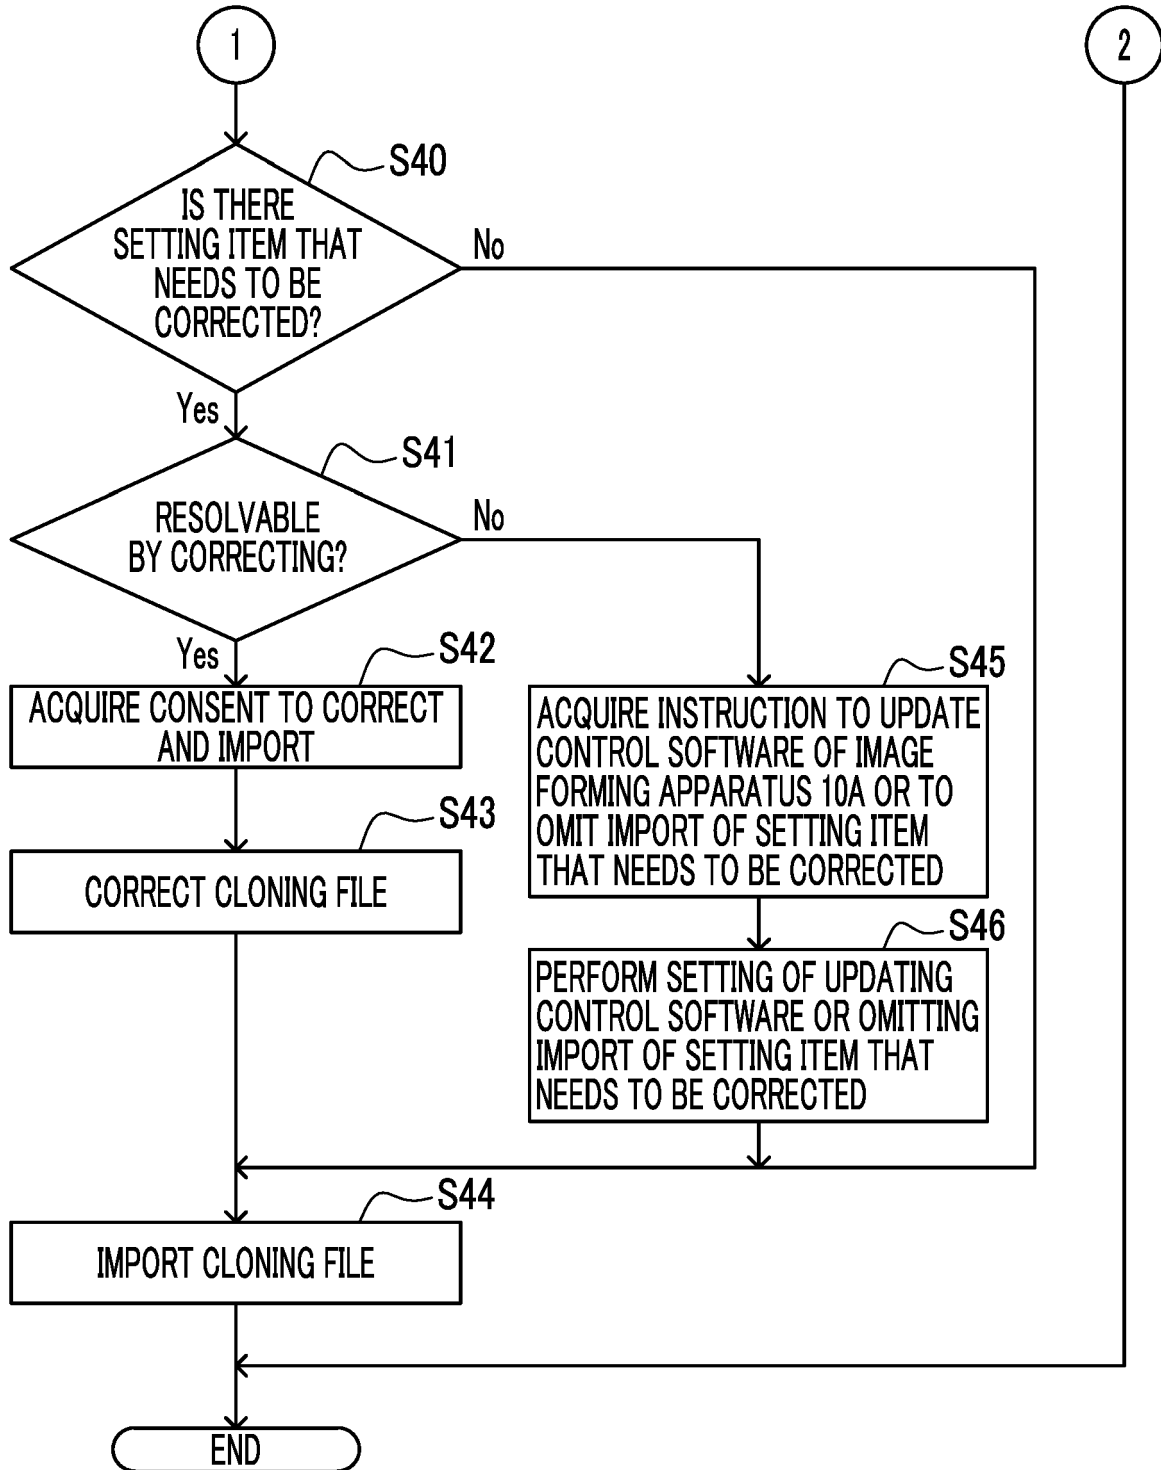 1
2
S40
IS THERE
SETTING ITEM THAT
NEEDS TO BE
CORRECTED?
No
Yes
S41
RESOLVABLE
BY CORRECTING?
No
Yes
S42
ACQUIRE CONSENT TO CORRECT
AND IMPORT
S43
CORRECT CLONING FILE
S45
ACQUIRE INSTRUCTION TO UPDATE
CONTROL SOFTWARE OF IMAGE
FORMING APPARATUS 10A OR TO
OMIT IMPORT OF SETTING ITEM
THAT NEEDS TO BE CORRECTED
S46
PERFORM SETTING OF UPDATING
CONTROL SOFTWARE OR OMITTING
IMPORT OF SETTING ITEM THAT
NEEDS TO BE CORRECTED
S44
IMPORT CLONING FILE
END